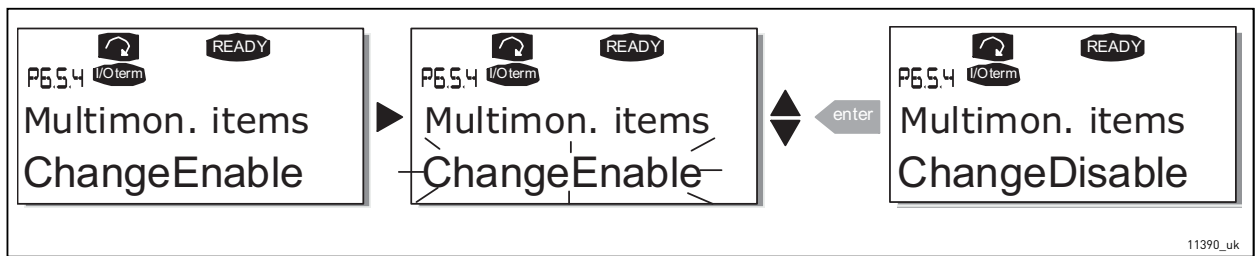 READY
P6.5.4 I/Oterm
Multimon. items
ChangeEnable
READY
P6.5.4 I/Oterm
Multimon. items
ChangeEnable
enter
READY
P6.5.4 I/Oterm
Multimon. items
ChangeDisable
11390_uk